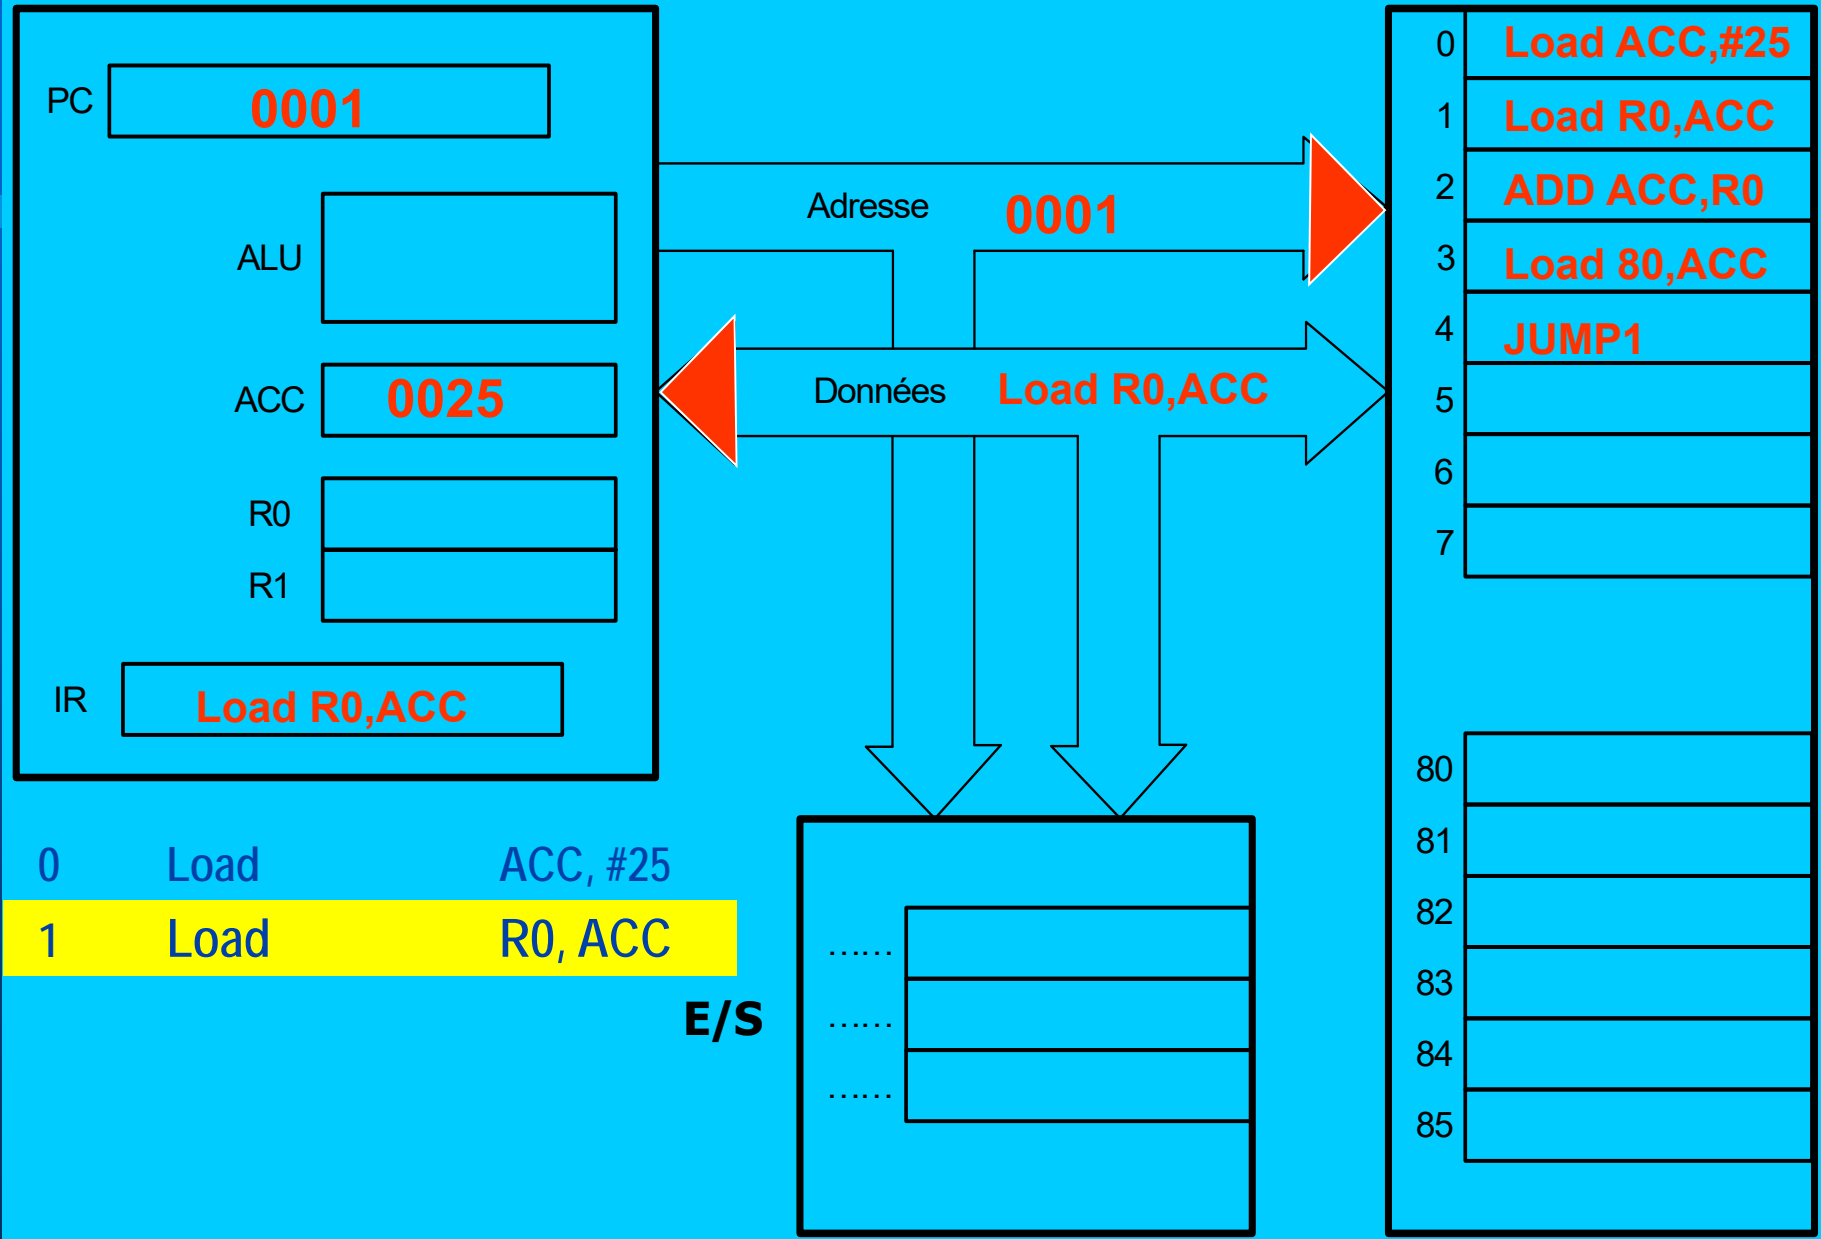 PC 0001
ALU
ACC 0025
R0
R1
IR Load R0,ACC
Adresse 0001
Données Load R0,ACC
0 Load ACC,#25
1 Load R0,ACC
2 ADD ACC,R0
3 Load 80,ACC
4 JUMP1
5
6
7
80
81
82
83
84
85
0 Load ACC, #25
1 Load R0, ACC
E/S
......
......
......